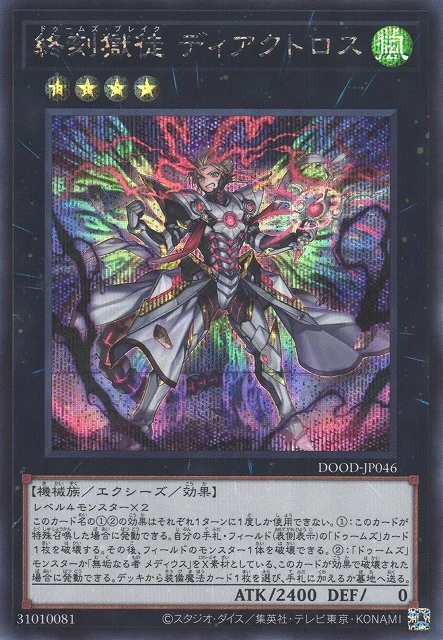 ドゥームズ・ブレイク
終刻獄徒 ディアクトロス
風
DOOD-JP046
【機械族／エクシーズ／効果】
レベル４モンスター×２
このカード名の①②の効果はそれぞれ１ターンに１度しか使用できない。①：このカードが
特殊召喚した場合に発動できる。自分の手札・フィールド（表側表示）の「ドゥームズ」カード
１枚を破壊する。その後、フィールドのモンスター１体を破壊できる。②：「ドゥームズ」
モンスターか「無垢なる者 メディウス」をX素材としている、このカードが効果で破壊された
場合に発動できる。デッキから装備魔法カード１枚を選び、手札に加えるか墓地へ送る。
ATK/2400 DEF/ 0
31010081
©スタジオ・ダイス／集英社・テレビ東京・KONAMI